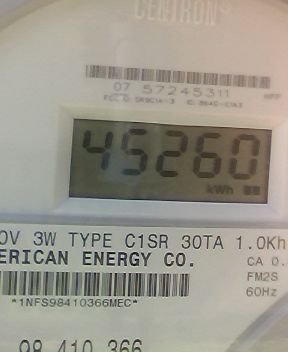 CENTRON®
07 57245311
45260
kWh
0V 3W TYPE C1SR 30TA 1.0Kh
ERICAN ENERGY CO.
CA 0.
FM2S
60Hz
*1NFS98410366MEC*
98 410 366